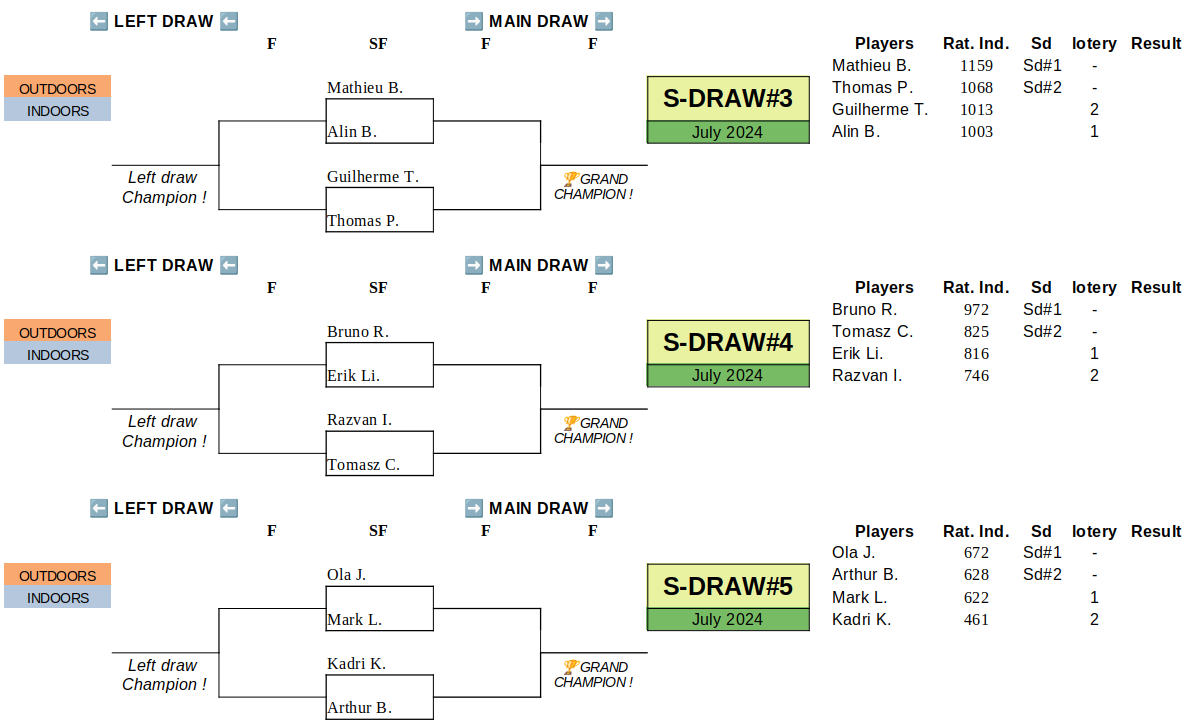 ⬅️ LEFT DRAW ⬅️ ➡️ MAIN DRAW ➡️
F SF F F Players Rat. Ind. Sd lotery Result
Mathieu B. 1159 Sd#1 -
OUTDOORS Mathieu B. S-DRAW#3 Thomas P. 1068 Sd#2 -
INDOORS Guilherme T. 1013 2
Alin B. July 2024 Alin B. 1003 1
Left draw Guilherme T. 🏆GRAND
Champion ! CHAMPION !
Thomas P.
⬅️ LEFT DRAW ⬅️ ➡️ MAIN DRAW ➡️
F SF F F Players Rat. Ind. Sd lotery Result
Bruno R. 972 Sd#1 -
OUTDOORS Bruno R. S-DRAW#4 Tomasz C. 825 Sd#2 -
INDOORS Erik Li. 816 1
Erik Li. July 2024 Razvan I. 746 2
Left draw Razvan I. 🏆GRAND
Champion ! CHAMPION !
Tomasz C.
⬅️ LEFT DRAW ⬅️ ➡️ MAIN DRAW ➡️
F SF F F Players Rat. Ind. Sd lotery Result
Ola J. 672 Sd#1 -
OUTDOORS Ola J. S-DRAW#5 Arthur B. 628 Sd#2 -
INDOORS Mark L. 622 1
Mark L. July 2024 Kadri K. 461 2
Left draw Kadri K. 🏆GRAND
Champion ! CHAMPION !
Arthur B.